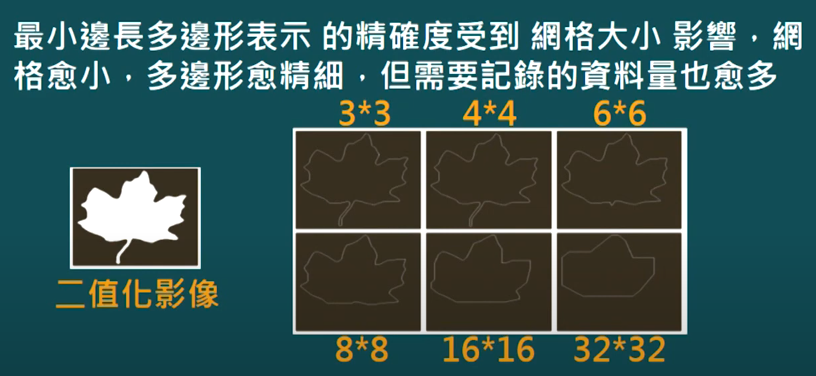 最小邊長多邊形表示 的精確度受到 網格大小 影響，網
格愈小，多邊形愈精細，但需要記錄的資料量也愈多
3*3 4*4 6*6
二值化影像
8*8 16*16 32*32